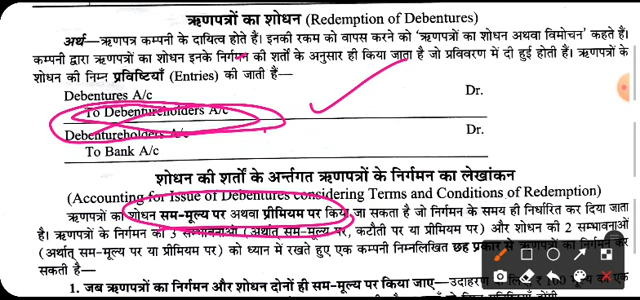 ऋणपत्रों का शोधन (Redemption of Debentures)
अर्थ—ऋणपत्र कम्पनी के दायित्व होते हैं। इनकी रकम को वापस करने को 'ऋणपत्रों का शोधन अथवा विमोचन' कहते हैं।
कम्पनी द्वारा ऋणपत्रों का शोधन इनके निर्गमन की शर्तों के अनुसार ही किया जाता है जो प्रविवरण में दी हुई होती हैं। ऋणपत्रों के
शोधन की निम्न प्रविष्टियाँ (Entries) की जाती हैं—
Debentures A/c Dr.
To Debentureholders A/c
Debentureholders A/c Dr.
To Bank A/c
शोधन की शर्तों के अर्न्तगत ऋणपत्रों के निर्गमन का लेखांकन
(Accounting for Issue of Debentures considering Terms and Conditions of Redemption)
ऋणपत्रों का शोधन सम-मूल्य पर अथवा प्रीमियम पर किया जा सकता है जो निर्गमन के समय ही निर्धारित कर दिया जाता
है। ऋणपत्रों के निर्गमन की 3 सम्भावनाओं (अर्थात् सम-मूल्य पर, कटौती पर या प्रीमियम पर) और शोधन की 2 सम्भावनाओं
(अर्थात् सम-मूल्य पर या प्रीमियम पर) को ध्यान में रखते हुए एक कम्पनी निम्नलिखित छह प्रकार से ऋणपत्रों का निर्गमन कर
सकती है—
1. जब ऋणपत्रों का निर्गमन और शोधन दोनों ही सम-मूल्य पर किया जाए—उदाहरण